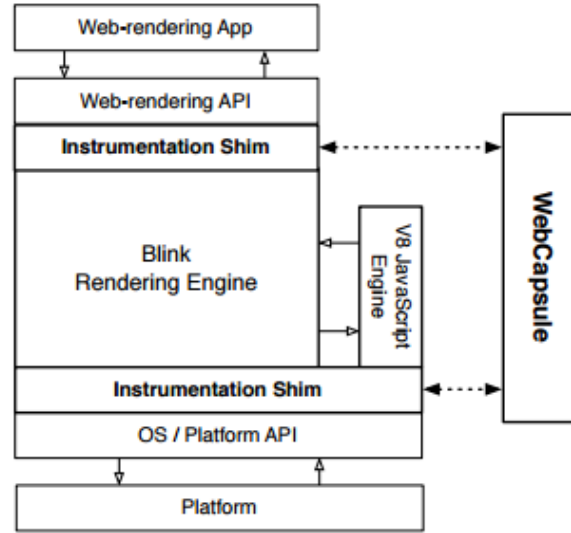 Web-rendering App
Web-rendering API
Instrumentation Shim
Blink
Rendering Engine
V8 JavaScript
Engine
WebCapsule
Instrumentation Shim
OS / Platform API
Platform